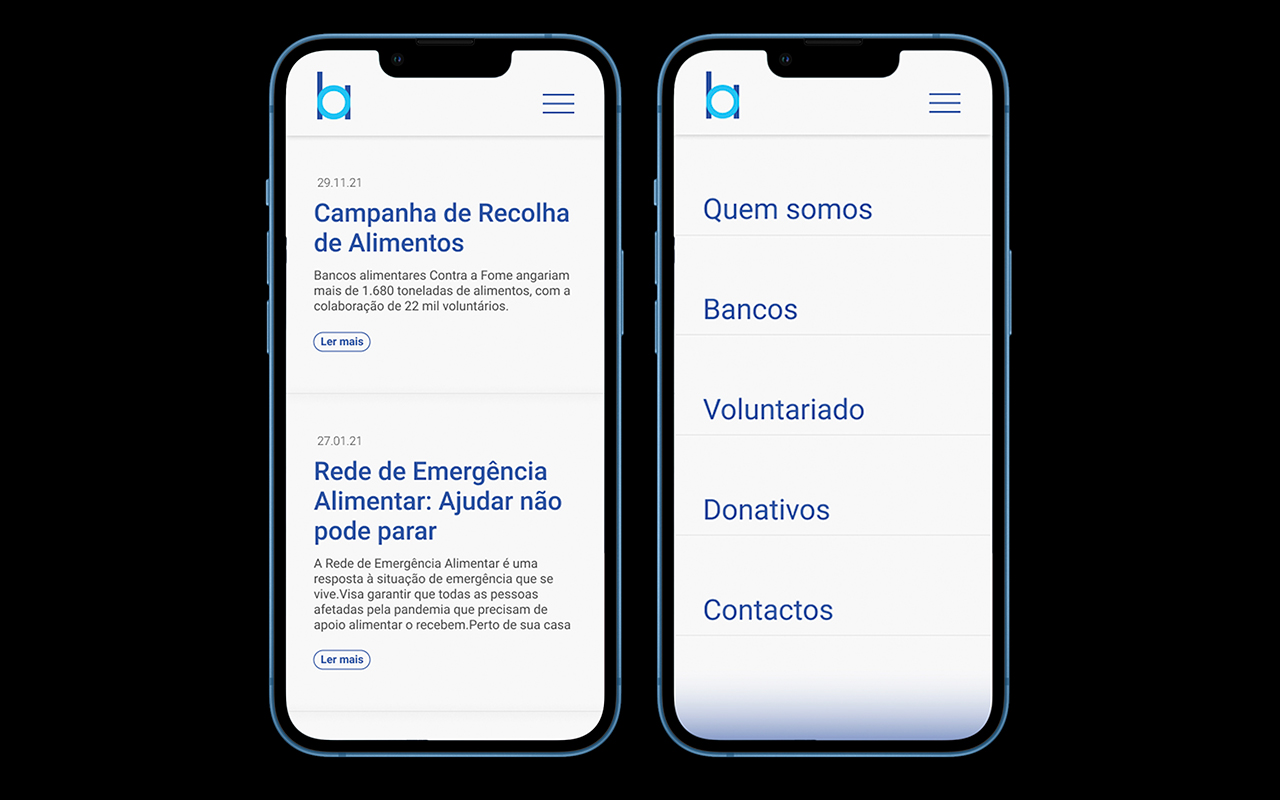 ba
29.11.21
Campanha de Recolha
de Alimentos
Bancos alimentares Contra a Fome angariam
mais de 1.680 toneladas de alimentos, com a
colaboração de 22 mil voluntários.
Ler mais
27.01.21
Rede de Emergência
Alimentar: Ajudar não
pode parar
A Rede de Emergência Alimentar é uma
resposta à situação de emergência que se
vive.Visa garantir que todas as pessoas
afetadas pela pandemia que precisam de
apoio alimentar o recebem.Perto de sua casa
Ler mais
ba
Quem somos
Bancos
Voluntariado
Donativos
Contactos